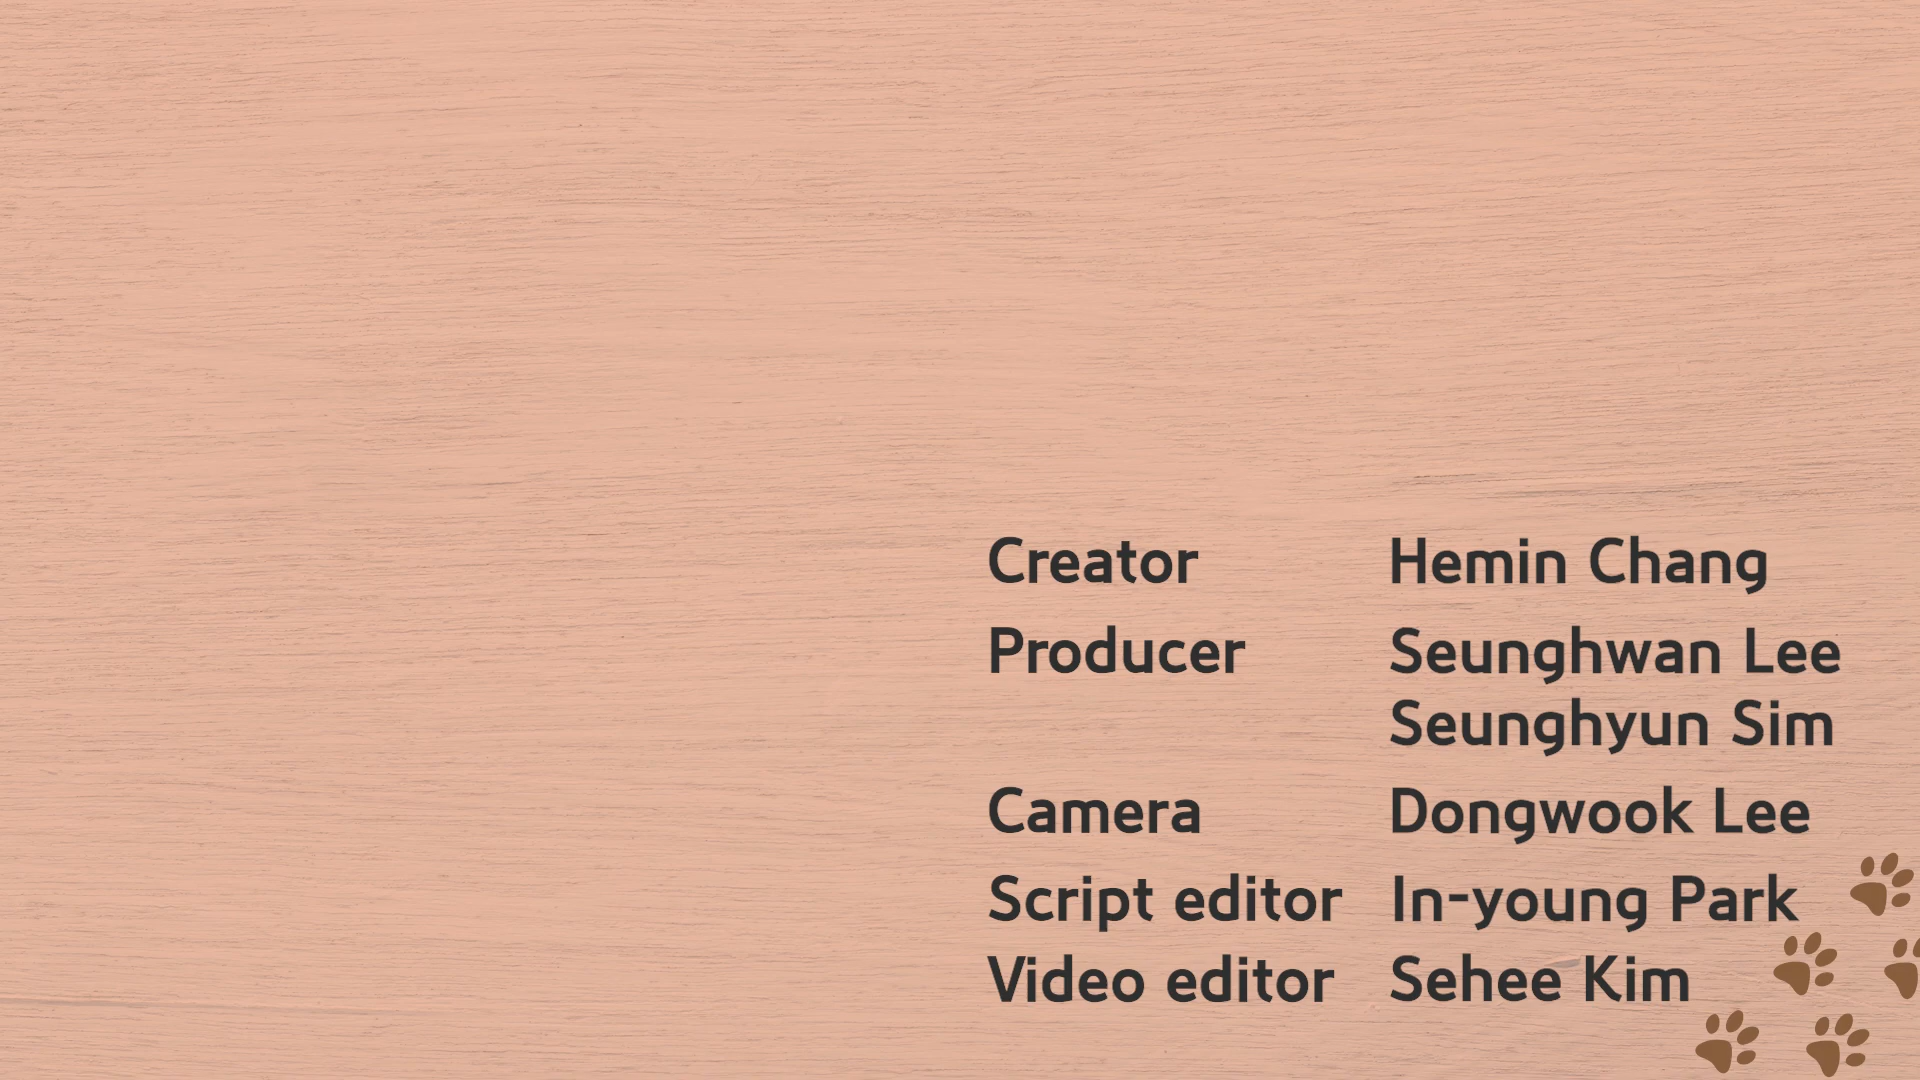 Creator Hemin Chang
Producer Seunghwan Lee
Seunghyun Sim
Camera Dongwook Lee
Script editor In-young Park
Video editor Sehee Kim